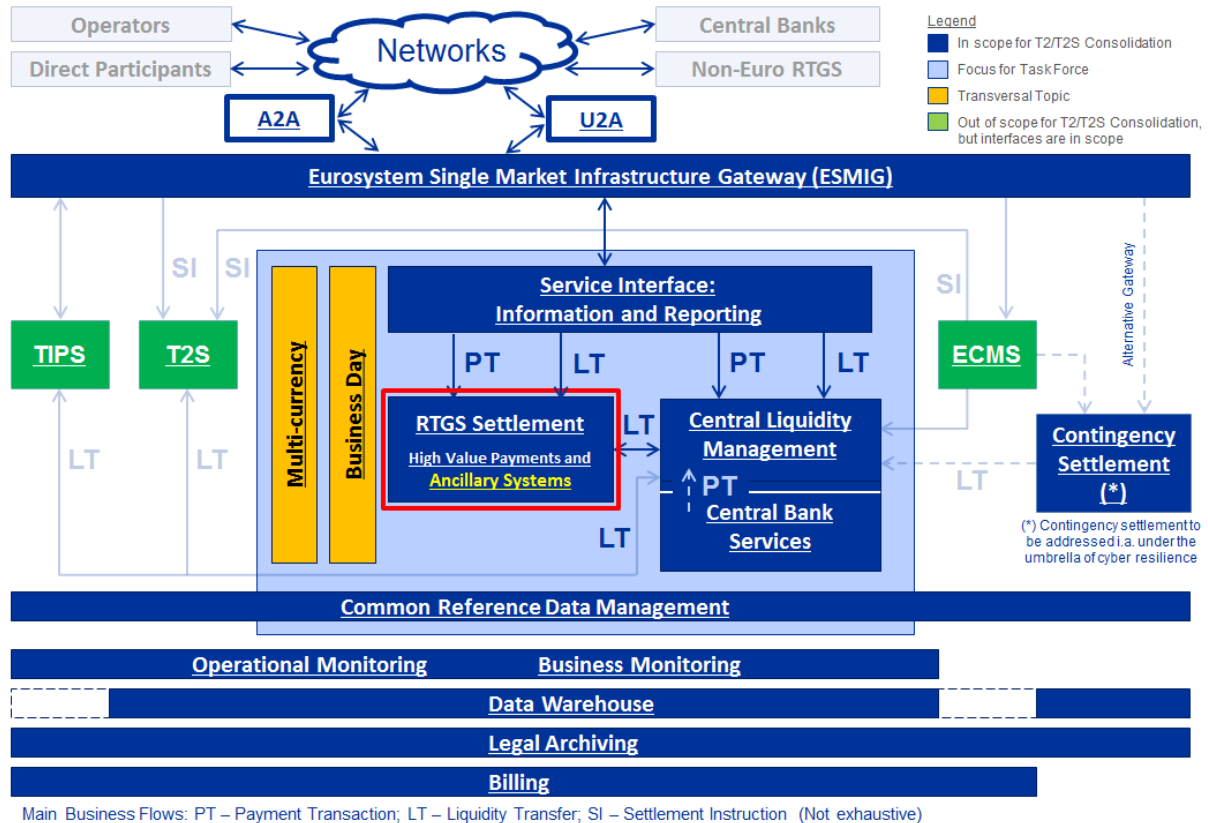 Operators
Direct Participants
Networks
Central Banks
Non-Euro RTGS
Legend
In scope for T2/T2S Consolidation
Focus for Task Force
Transversal Topic
Out of scope for T2/T2S Consolidation,
but interfaces are in scope
A2A
U2A
Eurosystem Single Market Infrastructure Gateway (ESMIG)
SI
SI
SI
Alternative Gateway
Multi-currency
Business Day
Service Interface:
Information and Reporting
TIPS
T2S
ECMS
PT
LT
PT
LT
RTGS Settlement
High Value Payments and
Ancillary Systems
LT
Central Liquidity
Management
PT
Central Bank
Services
LT
LT
LT
LT
Contingency
Settlement
(*)
(*) Contingency settlement to
be addressed i.a. under the
umbrella of cyber resilience
Common Reference Data Management
Operational Monitoring
Business Monitoring
Data Warehouse
Legal Archiving
Billing
Main Business Flows: PT – Payment Transaction; LT – Liquidity Transfer; SI – Settlement Instruction (Not exhaustive)